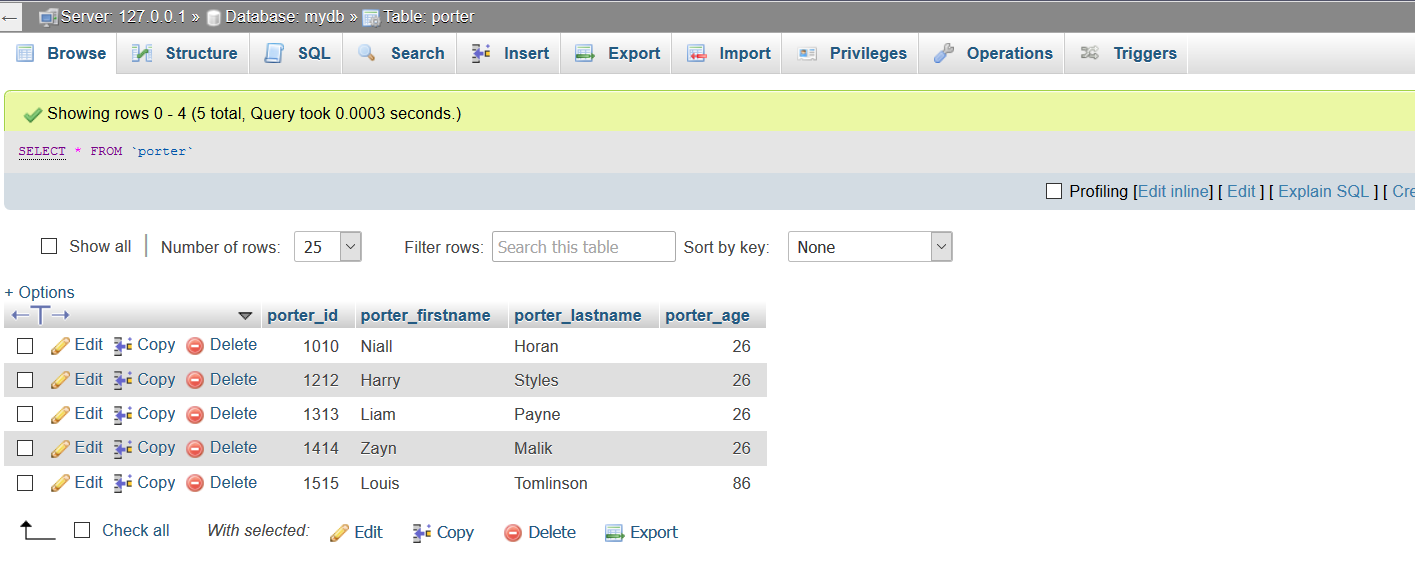 Server: 127.0.0.1 » Database: mydb » Table: porter
Browse Structure SQL Search Insert Export Import Privileges Operations Triggers
Showing rows 0 - 4 (5 total, Query took 0.0003 seconds.)
SELECT * FROM `porter`
Profiling [Edit inline] [ Edit ] [ Explain SQL ] [ Cre
Show all | Number of rows: 25 Filter rows: Search this table Sort by key: None
+ Options
porter_id porter_firstname porter_lastname porter_age
Edit Copy Delete 1010 Niall Horan 26
Edit Copy Delete 1212 Harry Styles 26
Edit Copy Delete 1313 Liam Payne 26
Edit Copy Delete 1414 Zayn Malik 26
Edit Copy Delete 1515 Louis Tomlinson 86
Check all With selected: Edit Copy Delete Export